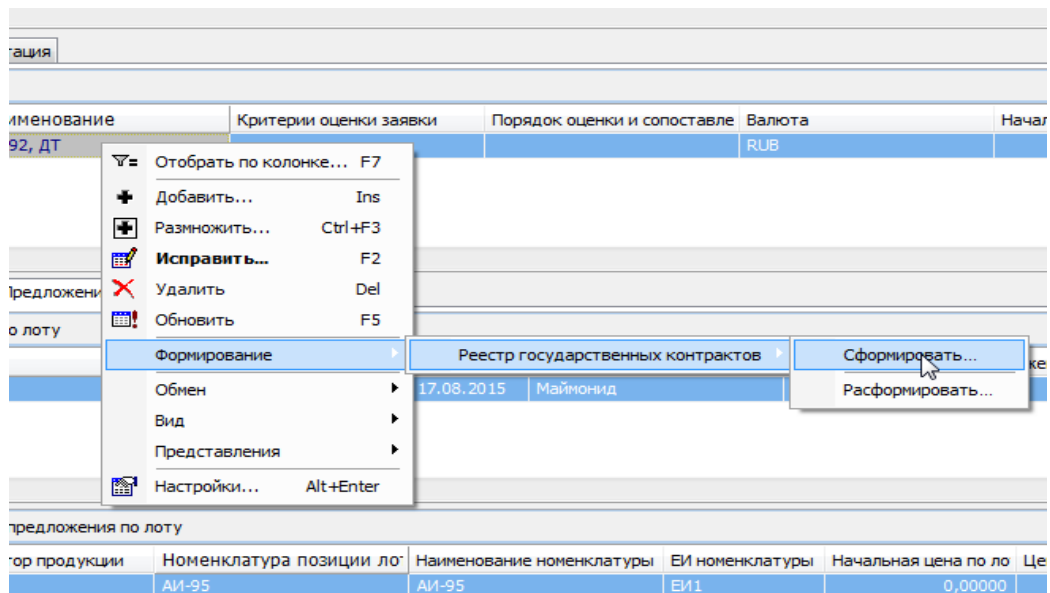 тация
именование Критерии оценки заявки Порядок оценки и сопоставле Валюта Начал
92, ДТ RUB
Отобрать по колонке... F7
Добавить... Ins
Размножить... Ctrl+F3
Исправить... F2
Предложени Удалить Del
о лоту Обновить F5
Формирование Реестр государственных контрактов Сформировать...
Обмен 17.08.2015 Маймонид Расформировать...
Вид
Представления
Настройки... Alt+Enter
предложения по лоту
тор продукции Номенклатура позиции лот Наименование номенклатуры ЕИ номенклатуры Начальная цена по ло Це
АИ-95 АИ-95 ЕИ1 0,00000